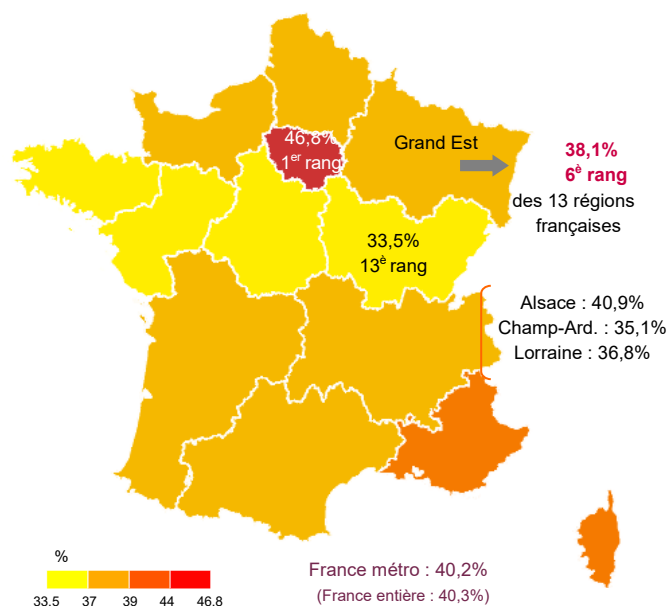 46,8%
1er rang
Grand Est
38,1%
6è rang
des 13 régions
françaises
33,5%
13è rang
Alsace : 40,9%
Champ-Ard. : 35,1%
Lorraine : 36,8%
%
33.5 37 39 44 46.8
France métro : 40,2%
(France entière : 40,3%)